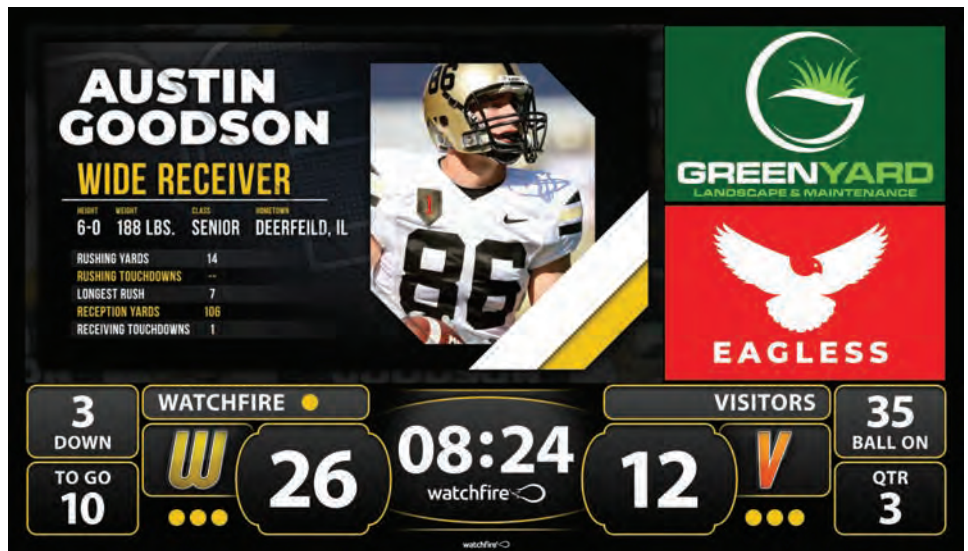 AUSTIN
GOODSON
WIDE RECEIVER
HEIGHT WEIGHT CLASS HOMETOWN
6-0 188 LBS. SENIOR DEERFEILD, IL
RUSHING YARDS 14
RUSHING TOUCHDOWNS --
LONGEST RUSH 7
RECEPTION YARDS 106
RECEIVING TOUCHDOWNS 1
86
86
GREENYARD
LANDSCAPE & MAINTENANCE
EAGLESS
3
DOWN
TO GO
10
WATCHFIRE
W
26
08:24
watchfire
VISITORS
12
V
35
BALL ON
QTR
3
watchfire